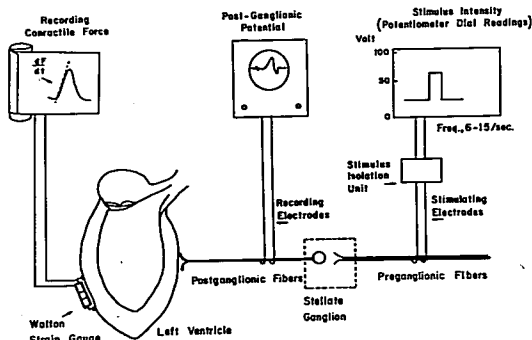 Recording
Contractile Force
dF
dt
Post-Ganglionic
Potential
Stimulus Intensity
(Potentiometer Dial Readings)
Volt
100
50
0
Freq., 6-15/sec.
Stimulus
Isolation
Unit
Recording
Electrodes
Stimulating
Electrodes
Postganglionic Fibers
Preganglionic Fibers
Stellate
Ganglion
Walton
Strain Gauge
Left Ventricle